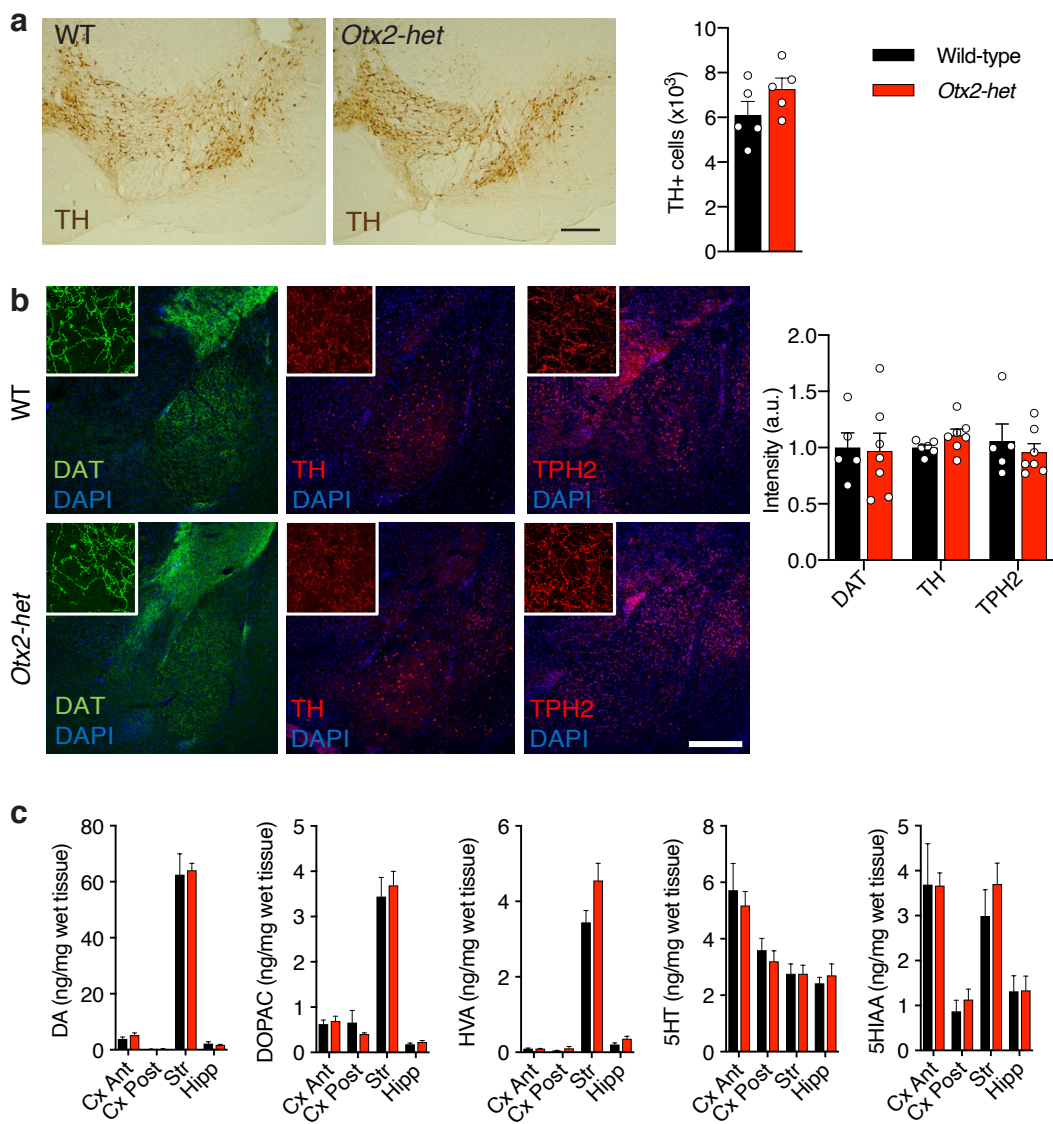 a
WT
Otx2-het
TH
TH
TH+ cells (x10³)
10
8
6
4
2
0
Wild-type
Otx2-het
b
WT
DAT
DAPI
TH
DAPI
TPH2
DAPI
Otx2-het
DAT
DAPI
TH
DAPI
TPH2
DAPI
Intensity (a.u.)
2.0
1.5
1.0
0.5
0.0
DAT
TH
TPH2
c
DA (ng/mg wet tissue)
80
60
40
20
0
Cx Ant
Cx Post
Str
Hipp
DOPAC (ng/mg wet tissue)
5
4
3
2
1
0
Cx Ant
Cx Post
Str
Hipp
HVA (ng/mg wet tissue)
6
4
2
0
Cx Ant
Cx Post
Str
Hipp
5HT (ng/mg wet tissue)
8
6
4
2
0
Cx Ant
Cx Post
Str
Hipp
5HIAA (ng/mg wet tissue)
5
4
3
2
1
0
Cx Ant
Cx Post
Str
Hipp